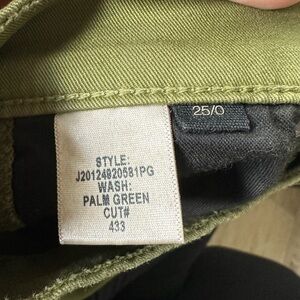 25/0
STYLE:
J20124820581PG
WASH:
PALM GREEN
CUT#
433